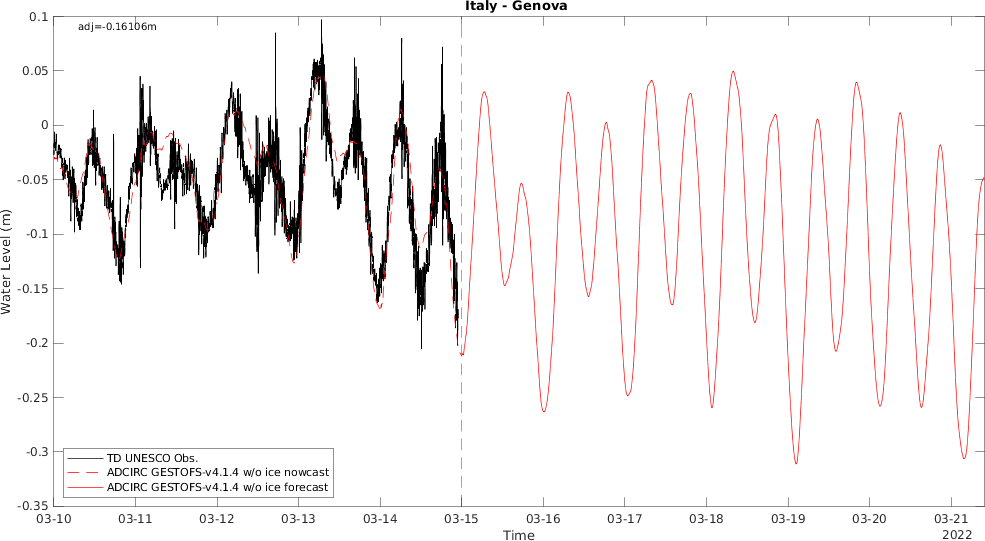 Italy - Genova
adj=-0.16106m
0.1
0.05
0
-0.05
-0.1
-0.15
-0.2
-0.25
-0.3
-0.35
Water Level (m)
TD UNESCO Obs.
ADCIRC GESTOFS-v4.1.4 w/o ice nowcast
ADCIRC GESTOFS-v4.1.4 w/o ice forecast
03-10 03-11 03-12 03-13 03-14 03-15 03-16 03-17 03-18 03-19 03-20 03-21
Time
2022